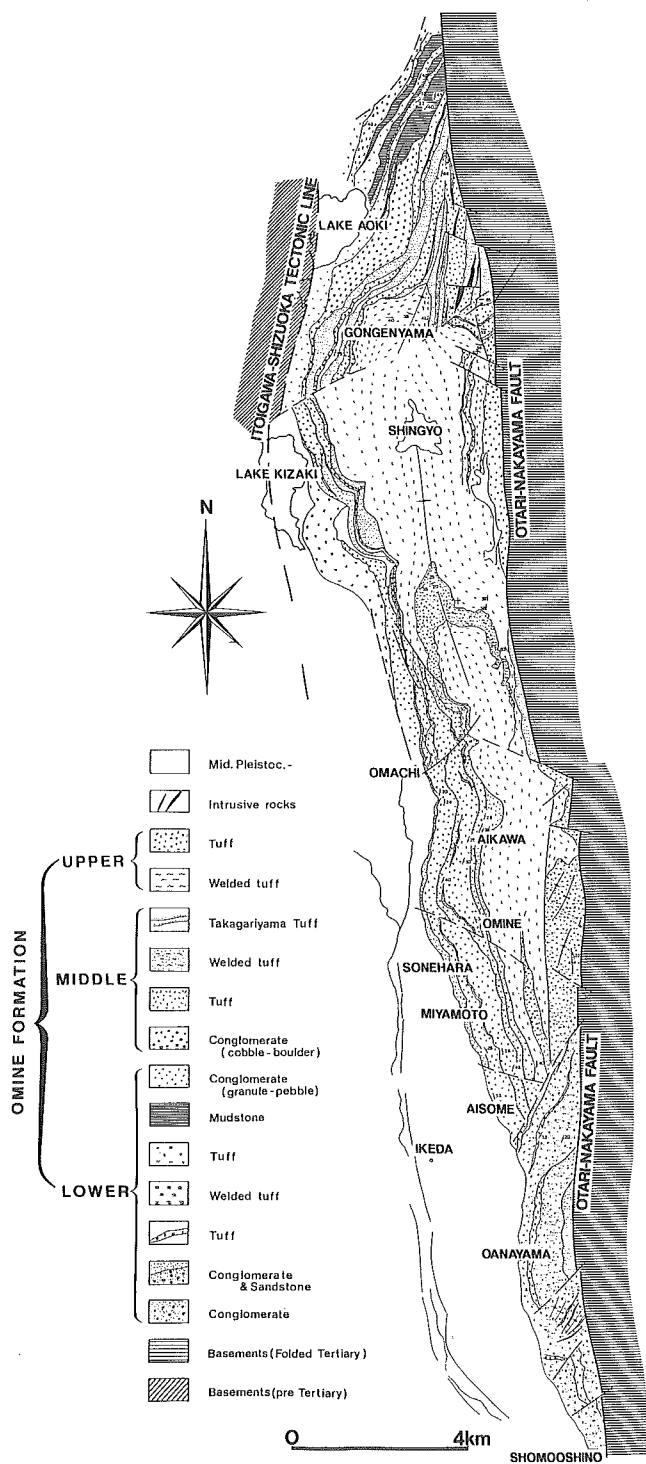 ITOIGAWA-SHIZUOKA TECTONIC LINE
LAKE AOKI
GONGENYAMA
OTARI-NAKAYAMA FAULT
SHINGYO
LAKE KIZAKI
N
OMACHI
AIKAWA
OMINE
SONEHARA
MIYAMOTO
AISOME
IKEDA
OTARI-NAKAYAMA FAULT
OANAYAMA
SHOMOOSHINO
OMINE FORMATION
UPPER
MIDDLE
LOWER
Mid. Pleistoc. -
Intrusive rocks
Tuff
Welded tuff
Takagariyama Tuff
Welded tuff
Tuff
Conglomerate
(cobble-boulder)
Conglomerate
(granule-pebble)
Mudstone
Tuff
Welded tuff
Tuff
Conglomerate
& Sandstone
Conglomerate
Basements (Folded Tertiary)
Basements (pre Tertiary)
O 4km